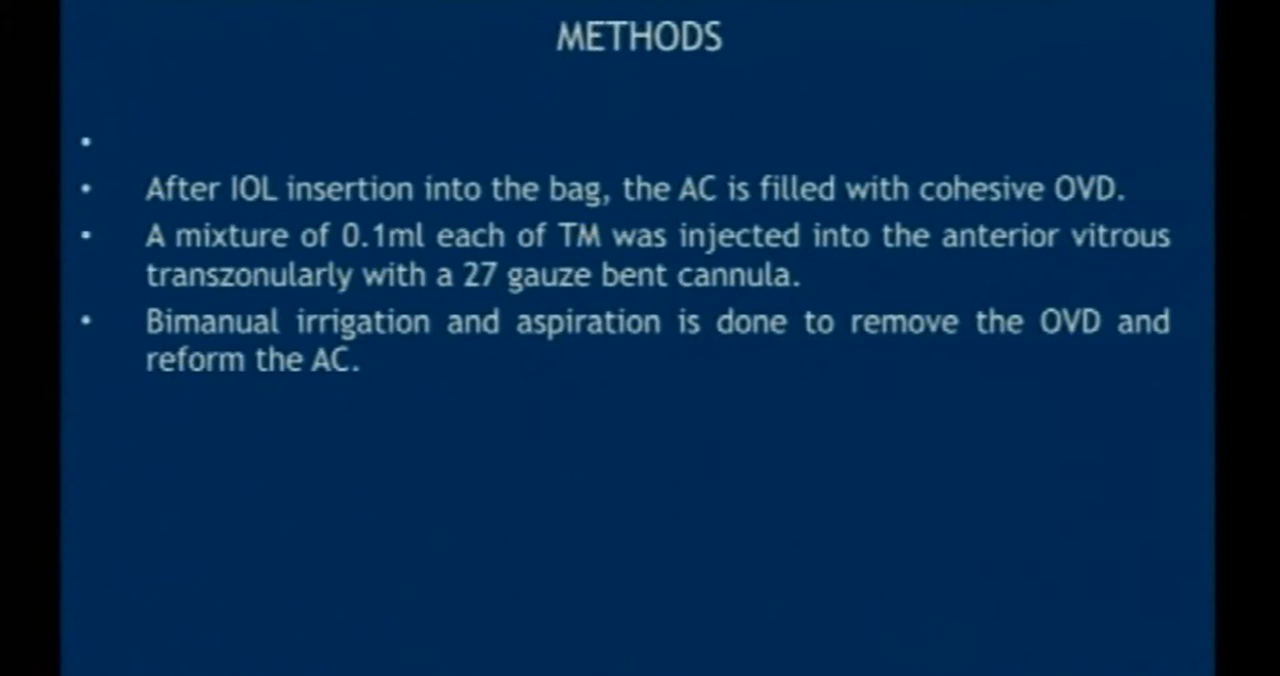 METHODS
•
• After IOL insertion into the bag, the AC is filled with cohesive OVD.
• A mixture of 0.1ml each of TM was injected into the anterior vitrous
transzonularly with a 27 gauze bent cannula.
• Bimanual irrigation and aspiration is done to remove the OVD and
reform the AC.